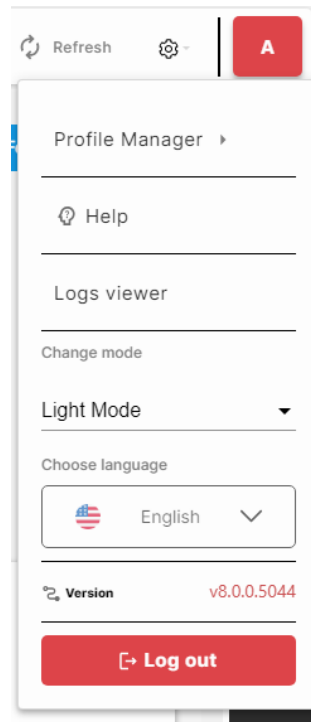 Refresh
A
Profile Manager
Help
Logs viewer
Change mode
Light Mode
Choose language
English
Version v8.0.0.5044
Log out